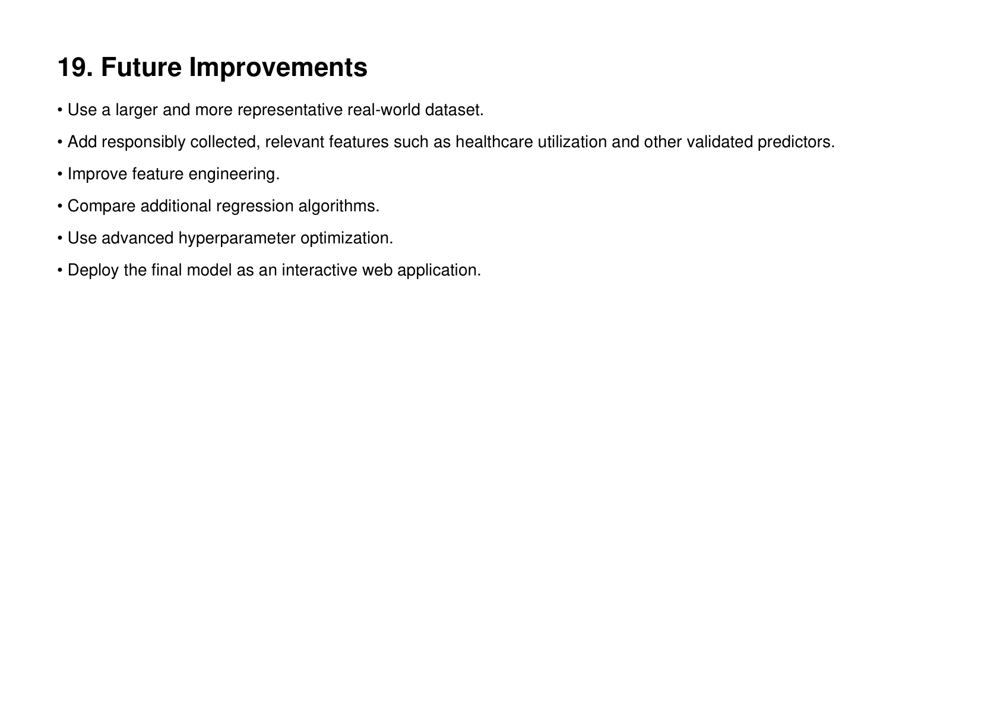 19. Future Improvements
• Use a larger and more representative real-world dataset.
• Add responsibly collected, relevant features such as healthcare utilization and other validated predictors.
• Improve feature engineering.
• Compare additional regression algorithms.
• Use advanced hyperparameter optimization.
• Deploy the final model as an interactive web application.